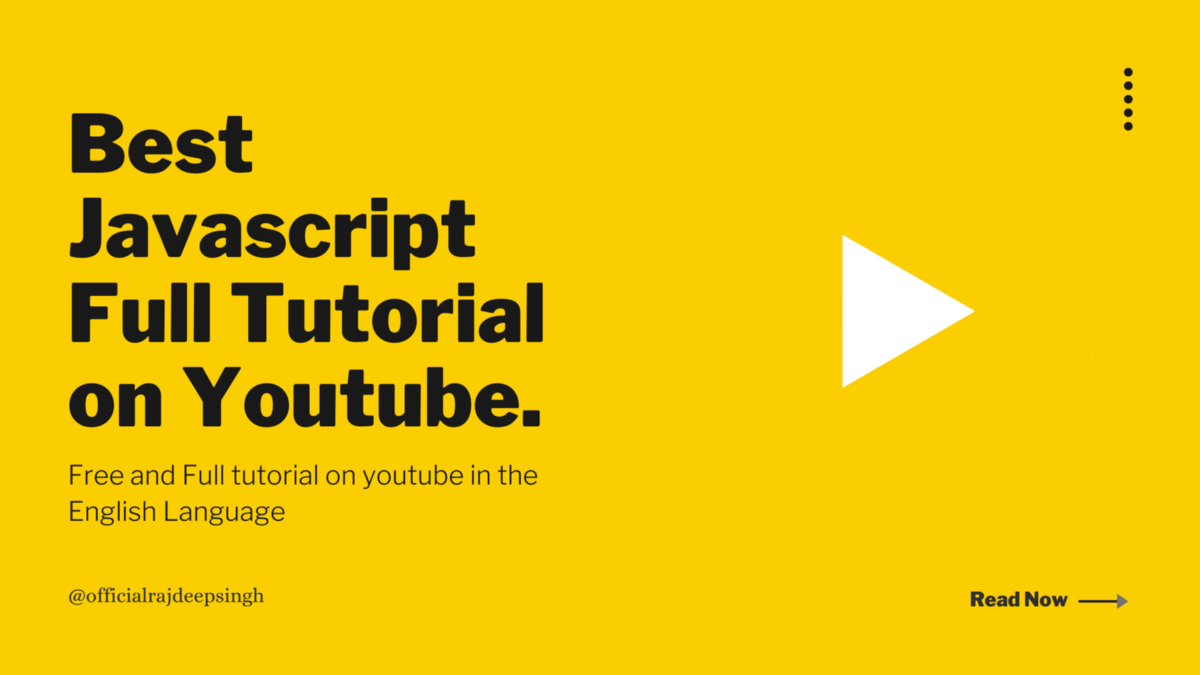 Best
Javascript
Full Tutorial
on Youtube.
Free and Full tutorial on youtube in the
English Language
@officialrajdeepsingh
Read Now